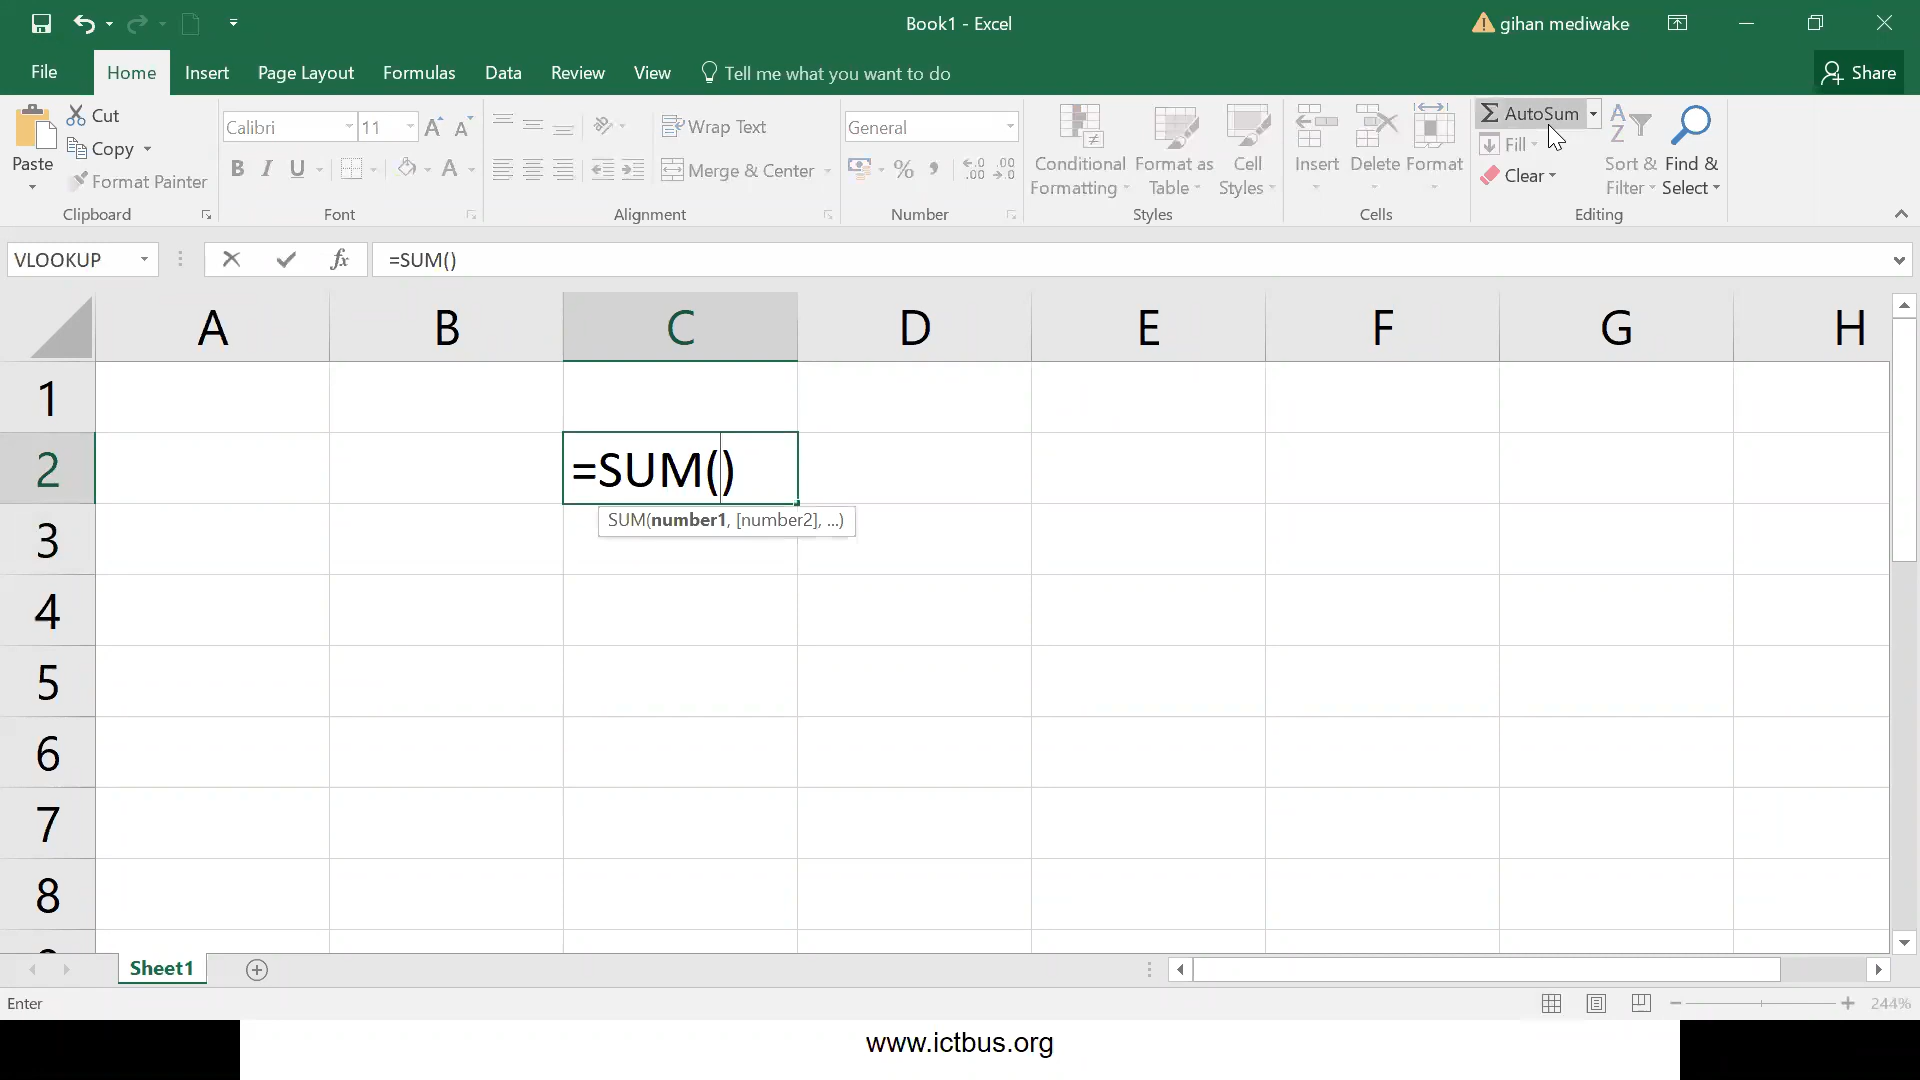 Book1 - Excel
gihan mediwake
File Home Insert Page Layout Formulas Data Review View Tell me what you want to do Share
Paste
Cut
Copy
Format Painter
Clipboard
Calibri 11
B I U A
Font
Wrap Text
Merge & Center
Alignment
General
% ,
Number
Conditional Formatting
Format as Table
Cell Styles
Styles
Insert Delete Format
Cells
Σ AutoSum
Fill
Clear
Sort & Filter
Find & Select
Editing
VLOOKUP fx =SUM()
A B C D E F G H
1
2 =SUM()
SUM(number1, [number2], ...)
3
4
5
6
7
8
Sheet1
Enter 244%
www.ictbus.org